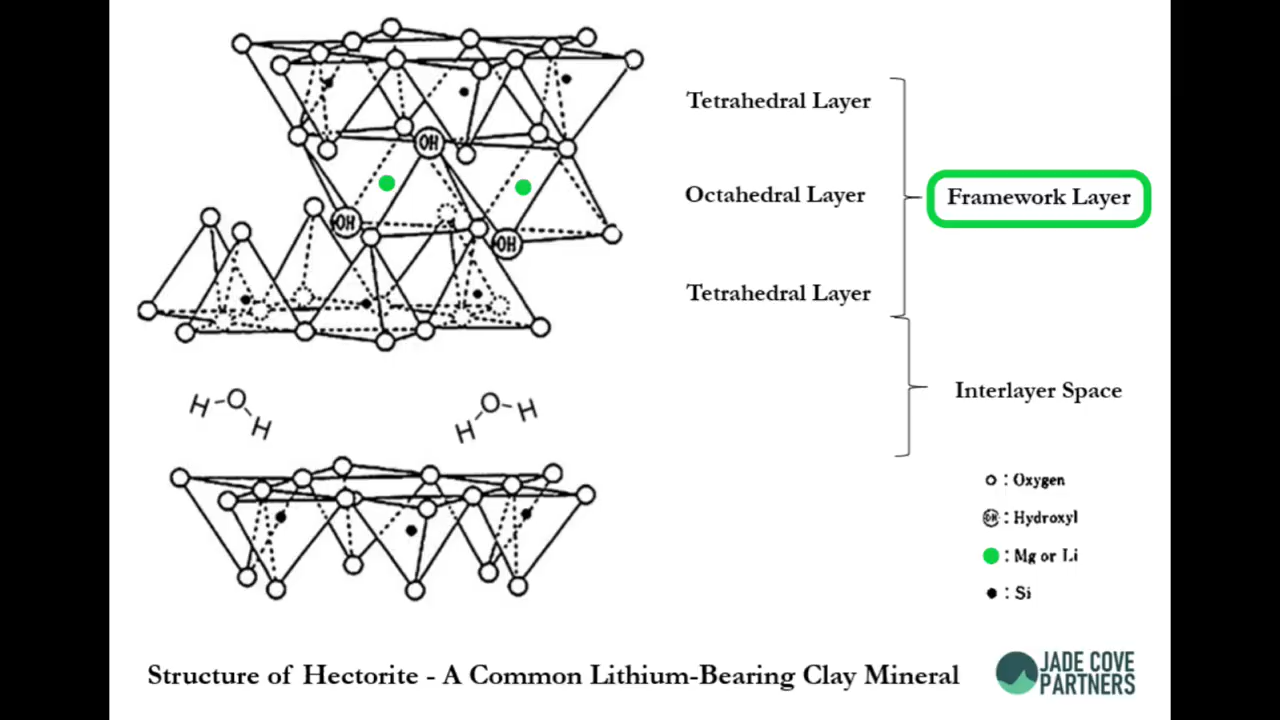 OH
Tetrahedral Layer
Octahedral Layer
Framework Layer
OH
OH
Tetrahedral Layer
Interlayer Space
H O H
H O H
: Oxygen
OH : Hydroxyl
: Mg or Li
: Si
Structure of Hectorite - A Common Lithium-Bearing Clay Mineral
JADE COVE
PARTNERS